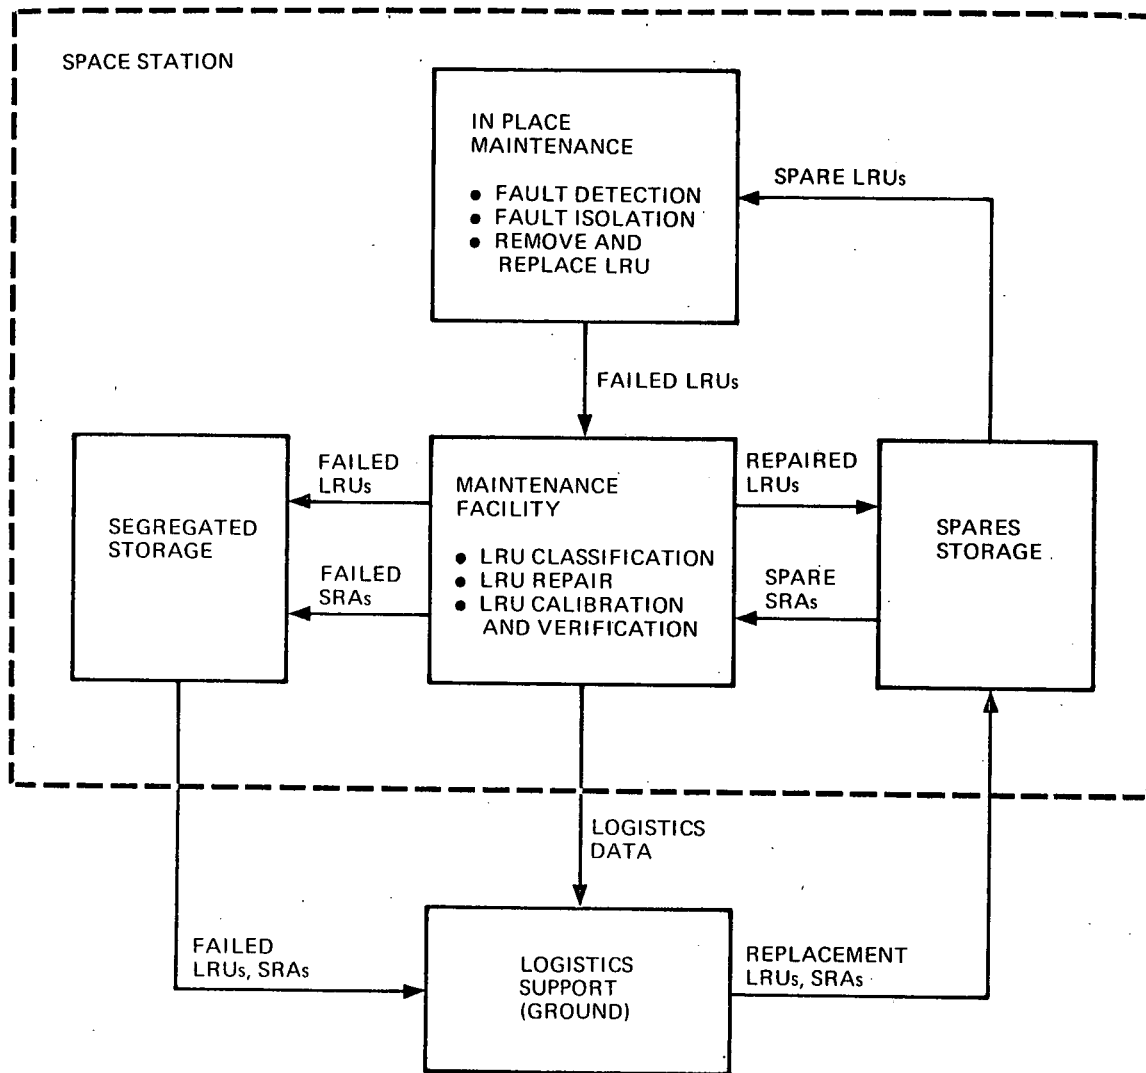 SPACE STATION
IN PLACE
MAINTENANCE
● FAULT DETECTION
● FAULT ISOLATION
● REMOVE AND
REPLACE LRU
SPARE LRUs
FAILED LRUs
FAILED
LRUs
MAINTENANCE
FACILITY
● LRU CLASSIFICATION
● LRU REPAIR
● LRU CALIBRATION
AND VERIFICATION
REPAIRED
LRUs
SEGREGATED
STORAGE
FAILED
SRAs
SPARE
SRAs
SPARES
STORAGE
LOGISTICS
DATA
FAILED
LRUs, SRAs
LOGISTICS
SUPPORT
(GROUND)
REPLACEMENT
LRUs, SRAs